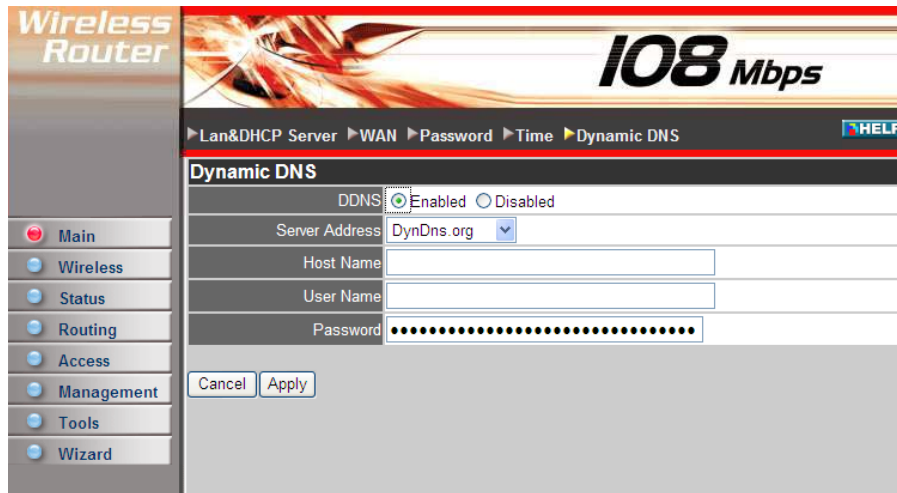 Wireless
Router
108 Mbps
Lan&DHCP Server WAN Password Time Dynamic DNS
HELP
Dynamic DNS
DDNS Enabled Disabled
Server Address DynDns.org
Host Name
User Name
Password ••••••••••••••••••••••••••••••••
Cancel Apply
Main
Wireless
Status
Routing
Access
Management
Tools
Wizard